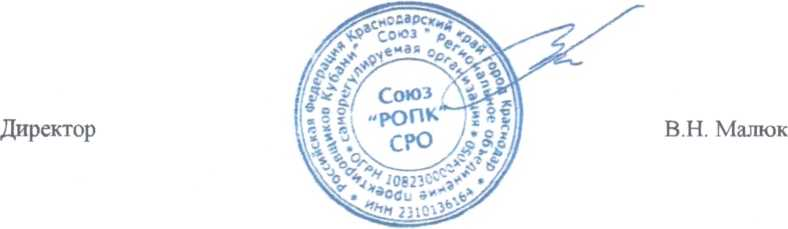 Директор
Российская Федерация Краснодарский край город Краснодар
Союз "Региональное объединение проектировщиков Кубани"
саморегулируемая организация
ОГРН 1082300004050
ИНН 2310136164
Союз
"РОПК"
СРО
В.Н. Малюк